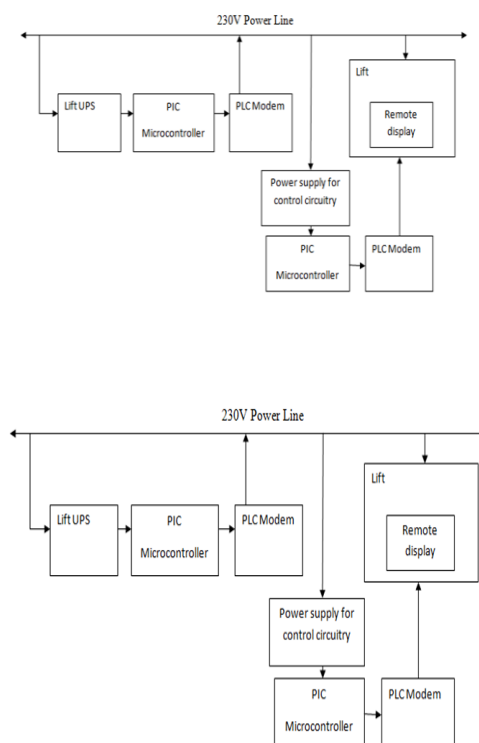 230V Power Line
Lift UPS
PIC
Microcontroller
PLC Modem
Lift
Remote
display
Power supply for
control circuitry
PIC
Microcontroller
PLC Modem
230V Power Line
Lift UPS
PIC
Microcontroller
PLC Modem
Lift
Remote
display
Power supply for
control circuitry
PIC
Microcontroller
PLC Modem